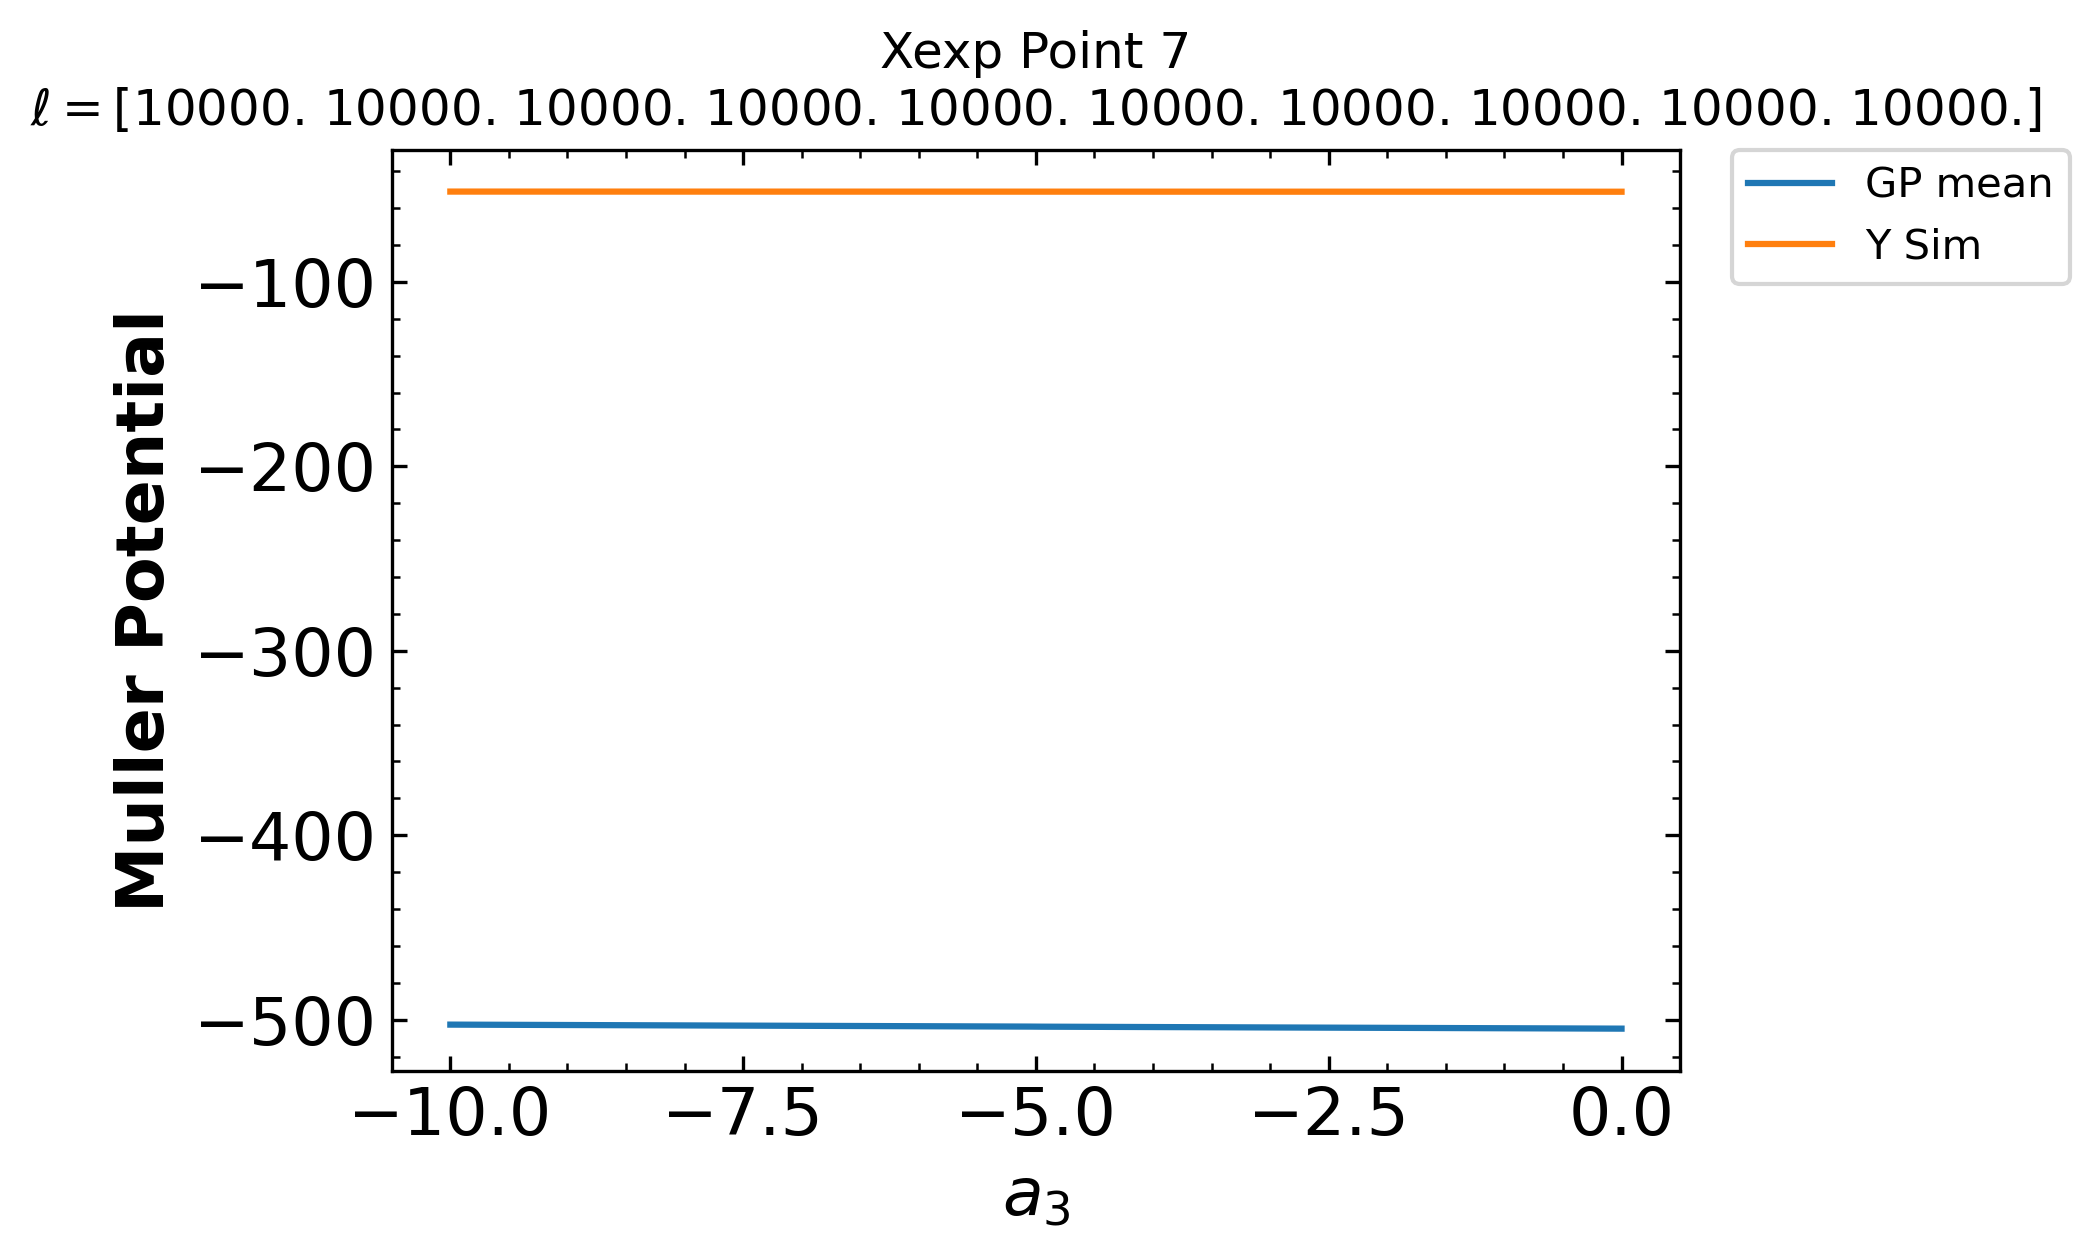 Xexp Point 7
ℓ = [10000. 10000. 10000. 10000. 10000. 10000. 10000. 10000. 10000. 10000.]
GP mean
Y Sim
Muller Potential
−100
−200
−300
−400
−500
−10.0 −7.5 −5.0 −2.5 0.0
a₃